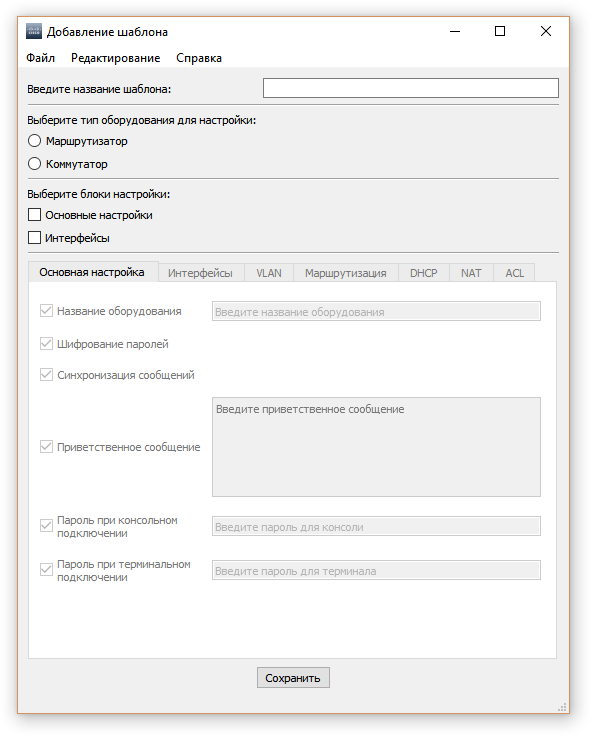 Добавление шаблона
Файл Редактирование Справка
Введите название шаблона:
Выберите тип оборудования для настройки:
Маршрутизатор
Коммутатор
Выберите блоки настройки:
Основные настройки
Интерфейсы
Основная настройка Интерфейсы VLAN Маршрутизация DHCP NAT ACL
Название оборудования Введите название оборудования
Шифрование паролей
Синхронизация сообщений
Введите приветственное сообщение
Приветственное сообщение
Пароль при консольном
подключении
Введите пароль для консоли
Пароль при терминальном
подключении
Введите пароль для терминала
Сохранить